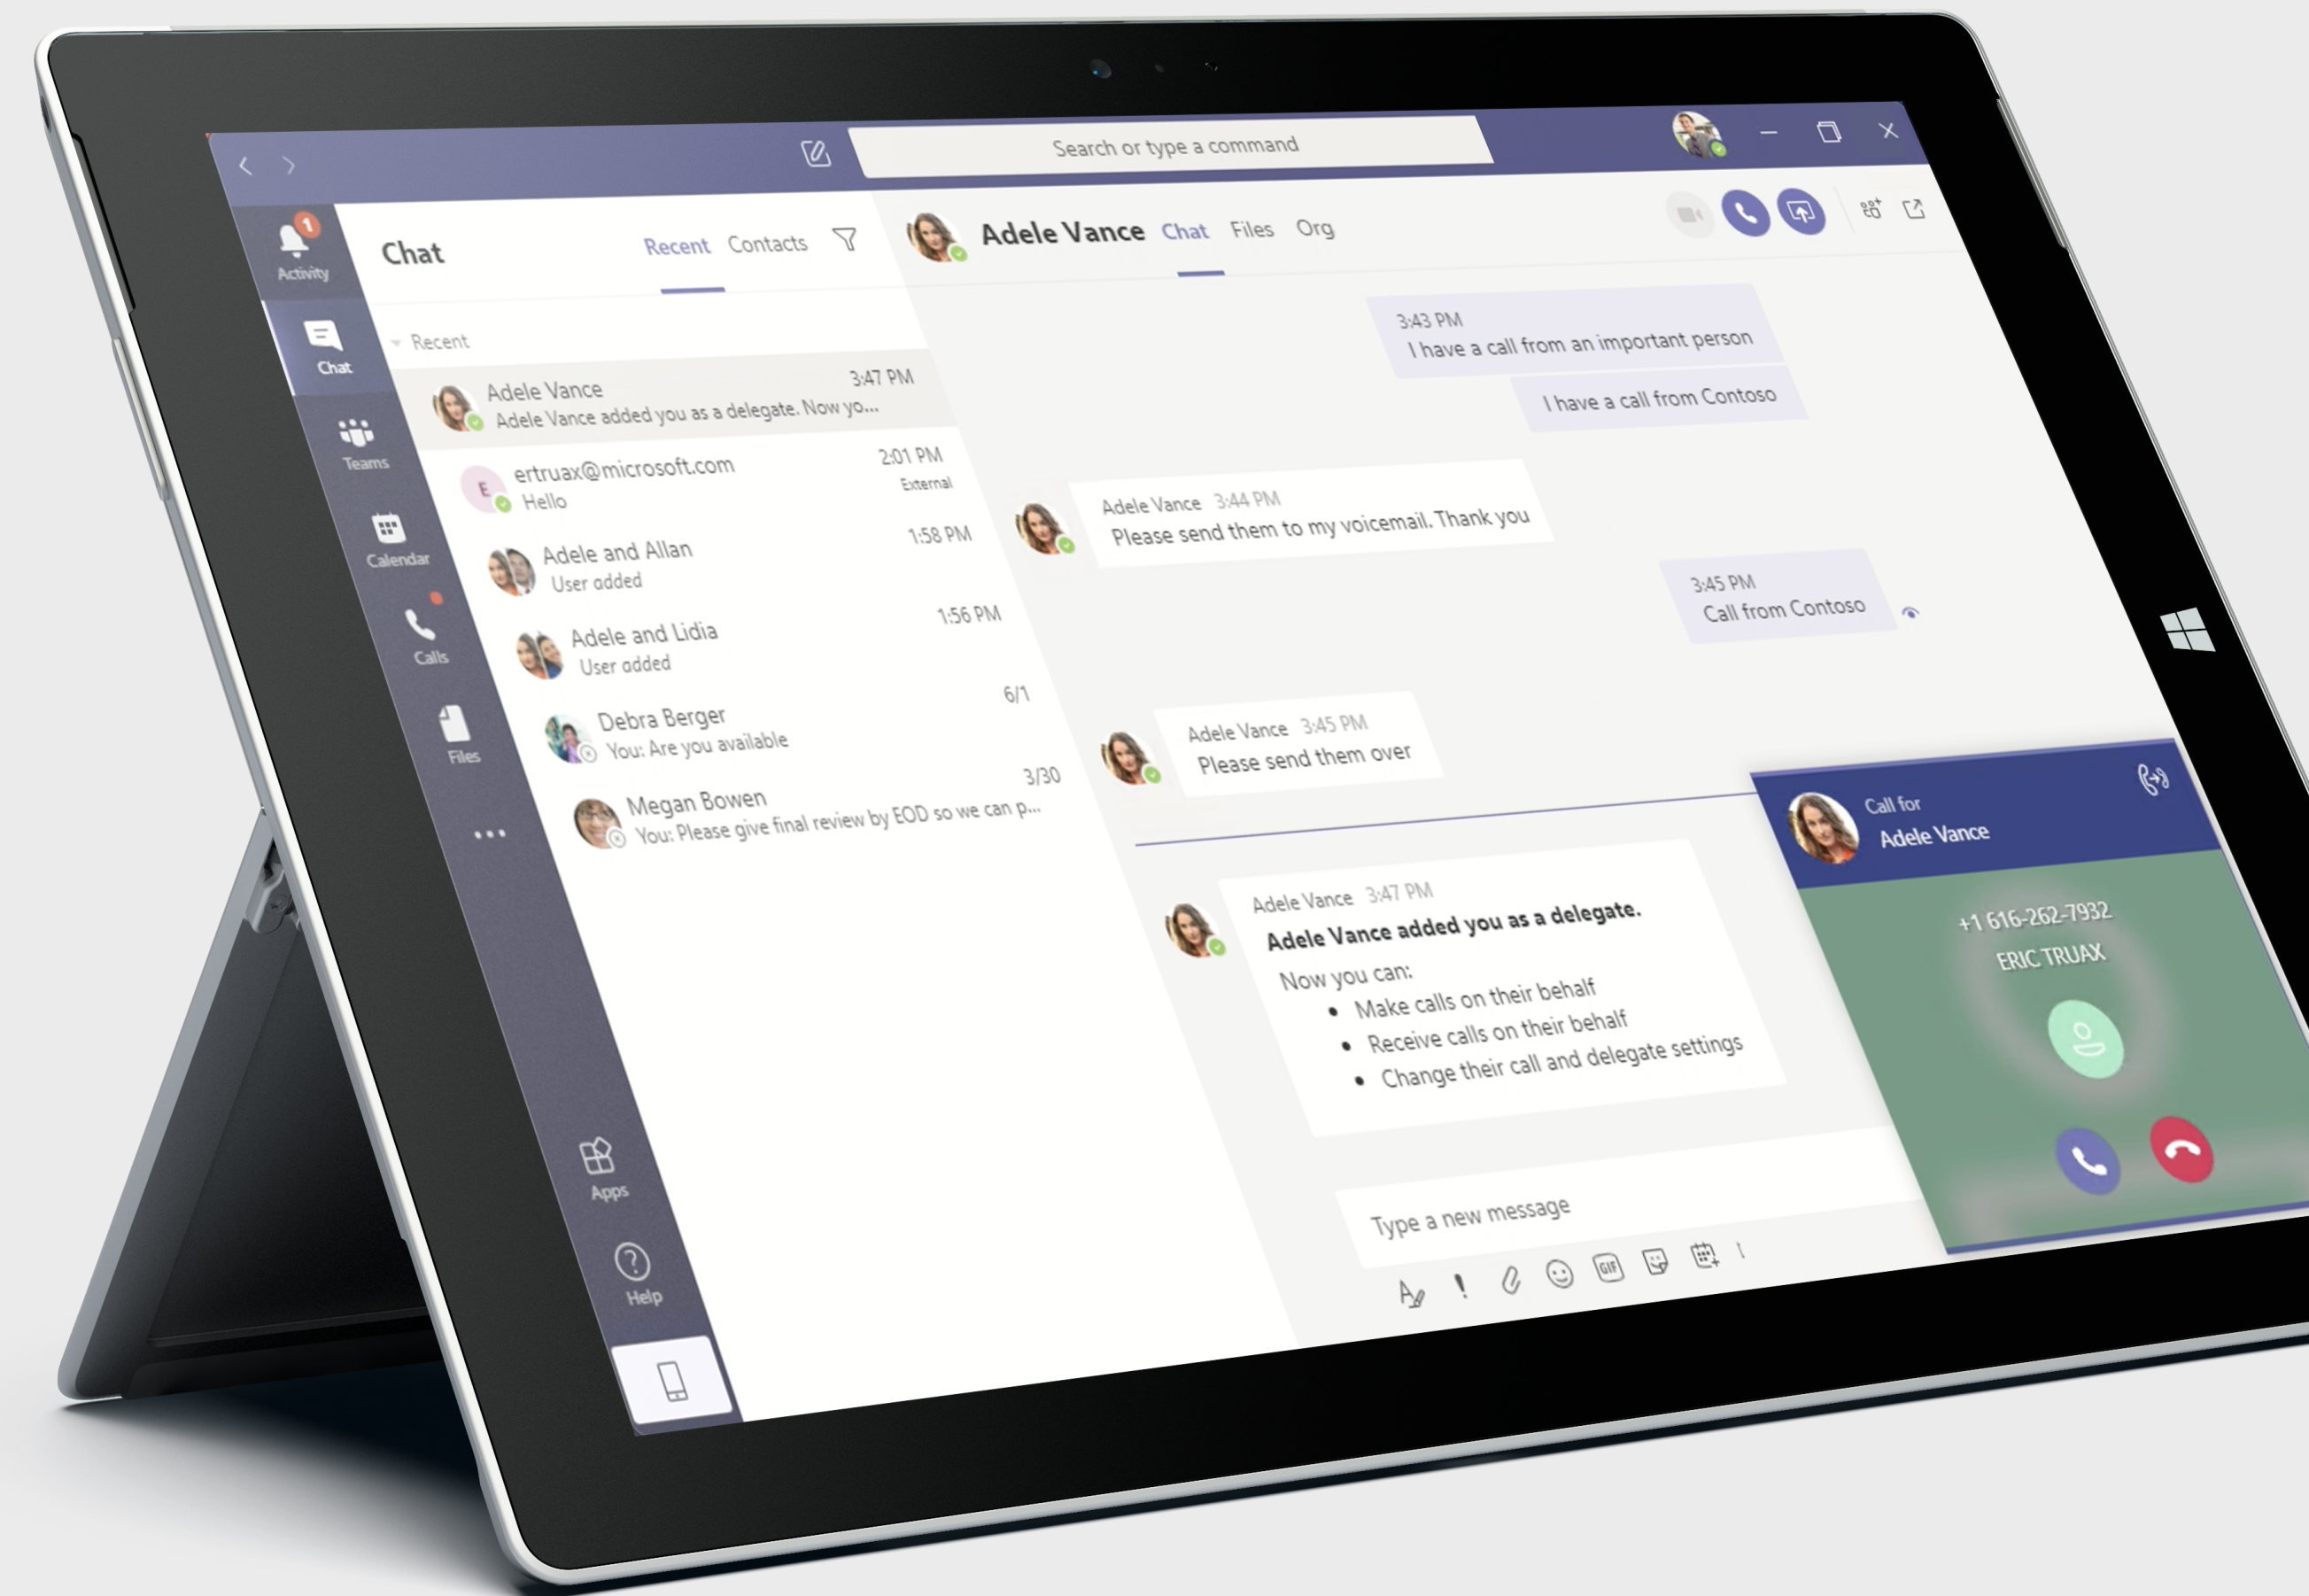 Search or type a command
1
Activity
Chat
Teams
Calendar
Calls
Files
Apps
Help
Chat
Recent
Contacts
Recent
Adele Vance
3:47 PM
Adele Vance added you as a delegate. Now yo...
E
ertruax@microsoft.com
2:01 PM
Hello
External
Adele and Allan
1:58 PM
User added
Adele and Lidia
1:56 PM
User added
Debra Berger
6/1
You: Are you available
Megan Bowen
3/30
You: Please give final review by EOD so we can p...
Adele Vance
Chat
Files
Org
3:43 PM
I have a call from an important person
I have a call from Contoso
Adele Vance 3:44 PM
Please send them to my voicemail. Thank you
3:45 PM
Call from Contoso
Adele Vance 3:45 PM
Please send them over
Adele Vance 3:47 PM
Adele Vance added you as a delegate.
Now you can:
• Make calls on their behalf
• Receive calls on their behalf
• Change their call and delegate settings
Type a new message
GIF
Call for
Adele Vance
+1 616-262-7932
ERIC TRUAX